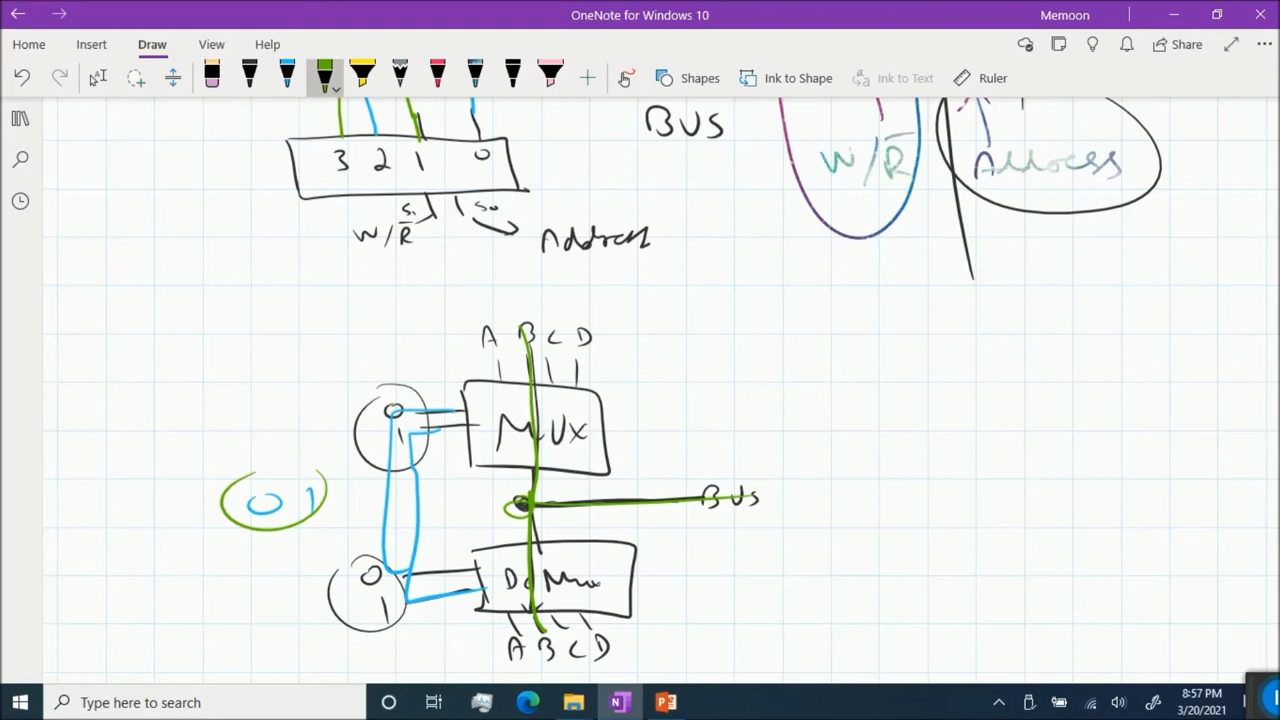 OneNote for Windows 10
Memoon
Home Insert Draw View Help
Share
Shapes
Ink to Shape
Ink to Text
Ruler
BUS
3 2 1 0
W/R
Address
S1 S0
W/R
Address
A B C D
MUX
0
1
BUS
0 1
0
1
DeMux
A B C D
Type here to search
8:57 PM
3/20/2021